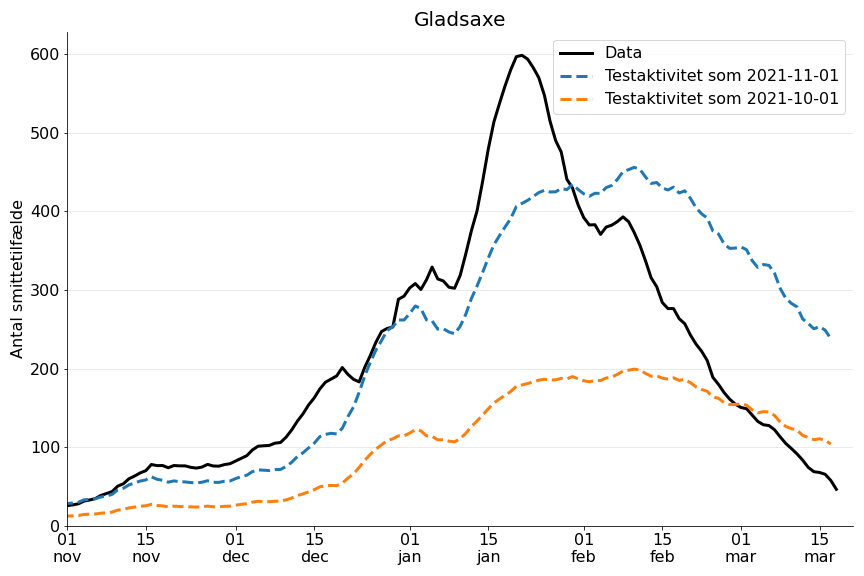 Gladsaxe
Data
Testaktivitet som 2021-11-01
Testaktivitet som 2021-10-01
Antal smittetilfælde
600
500
400
300
200
100
0
01 15 01 15 01 15 01 15 01 15
nov nov dec dec jan jan feb feb mar mar